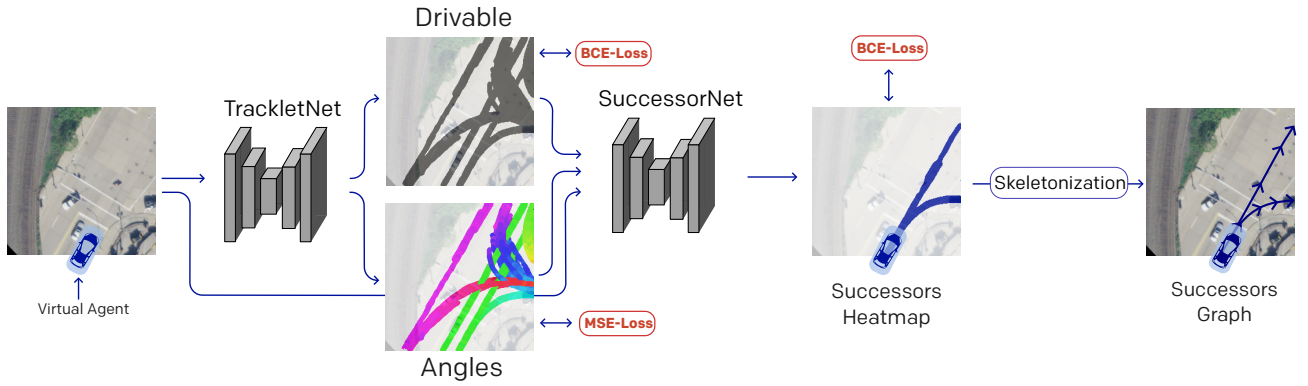 Drivable
BCE-Loss
BCE-Loss
TrackletNet
SuccessorNet
Skeletonization
Virtual Agent
MSE-Loss
Successors
Heatmap
Successors
Graph
Angles